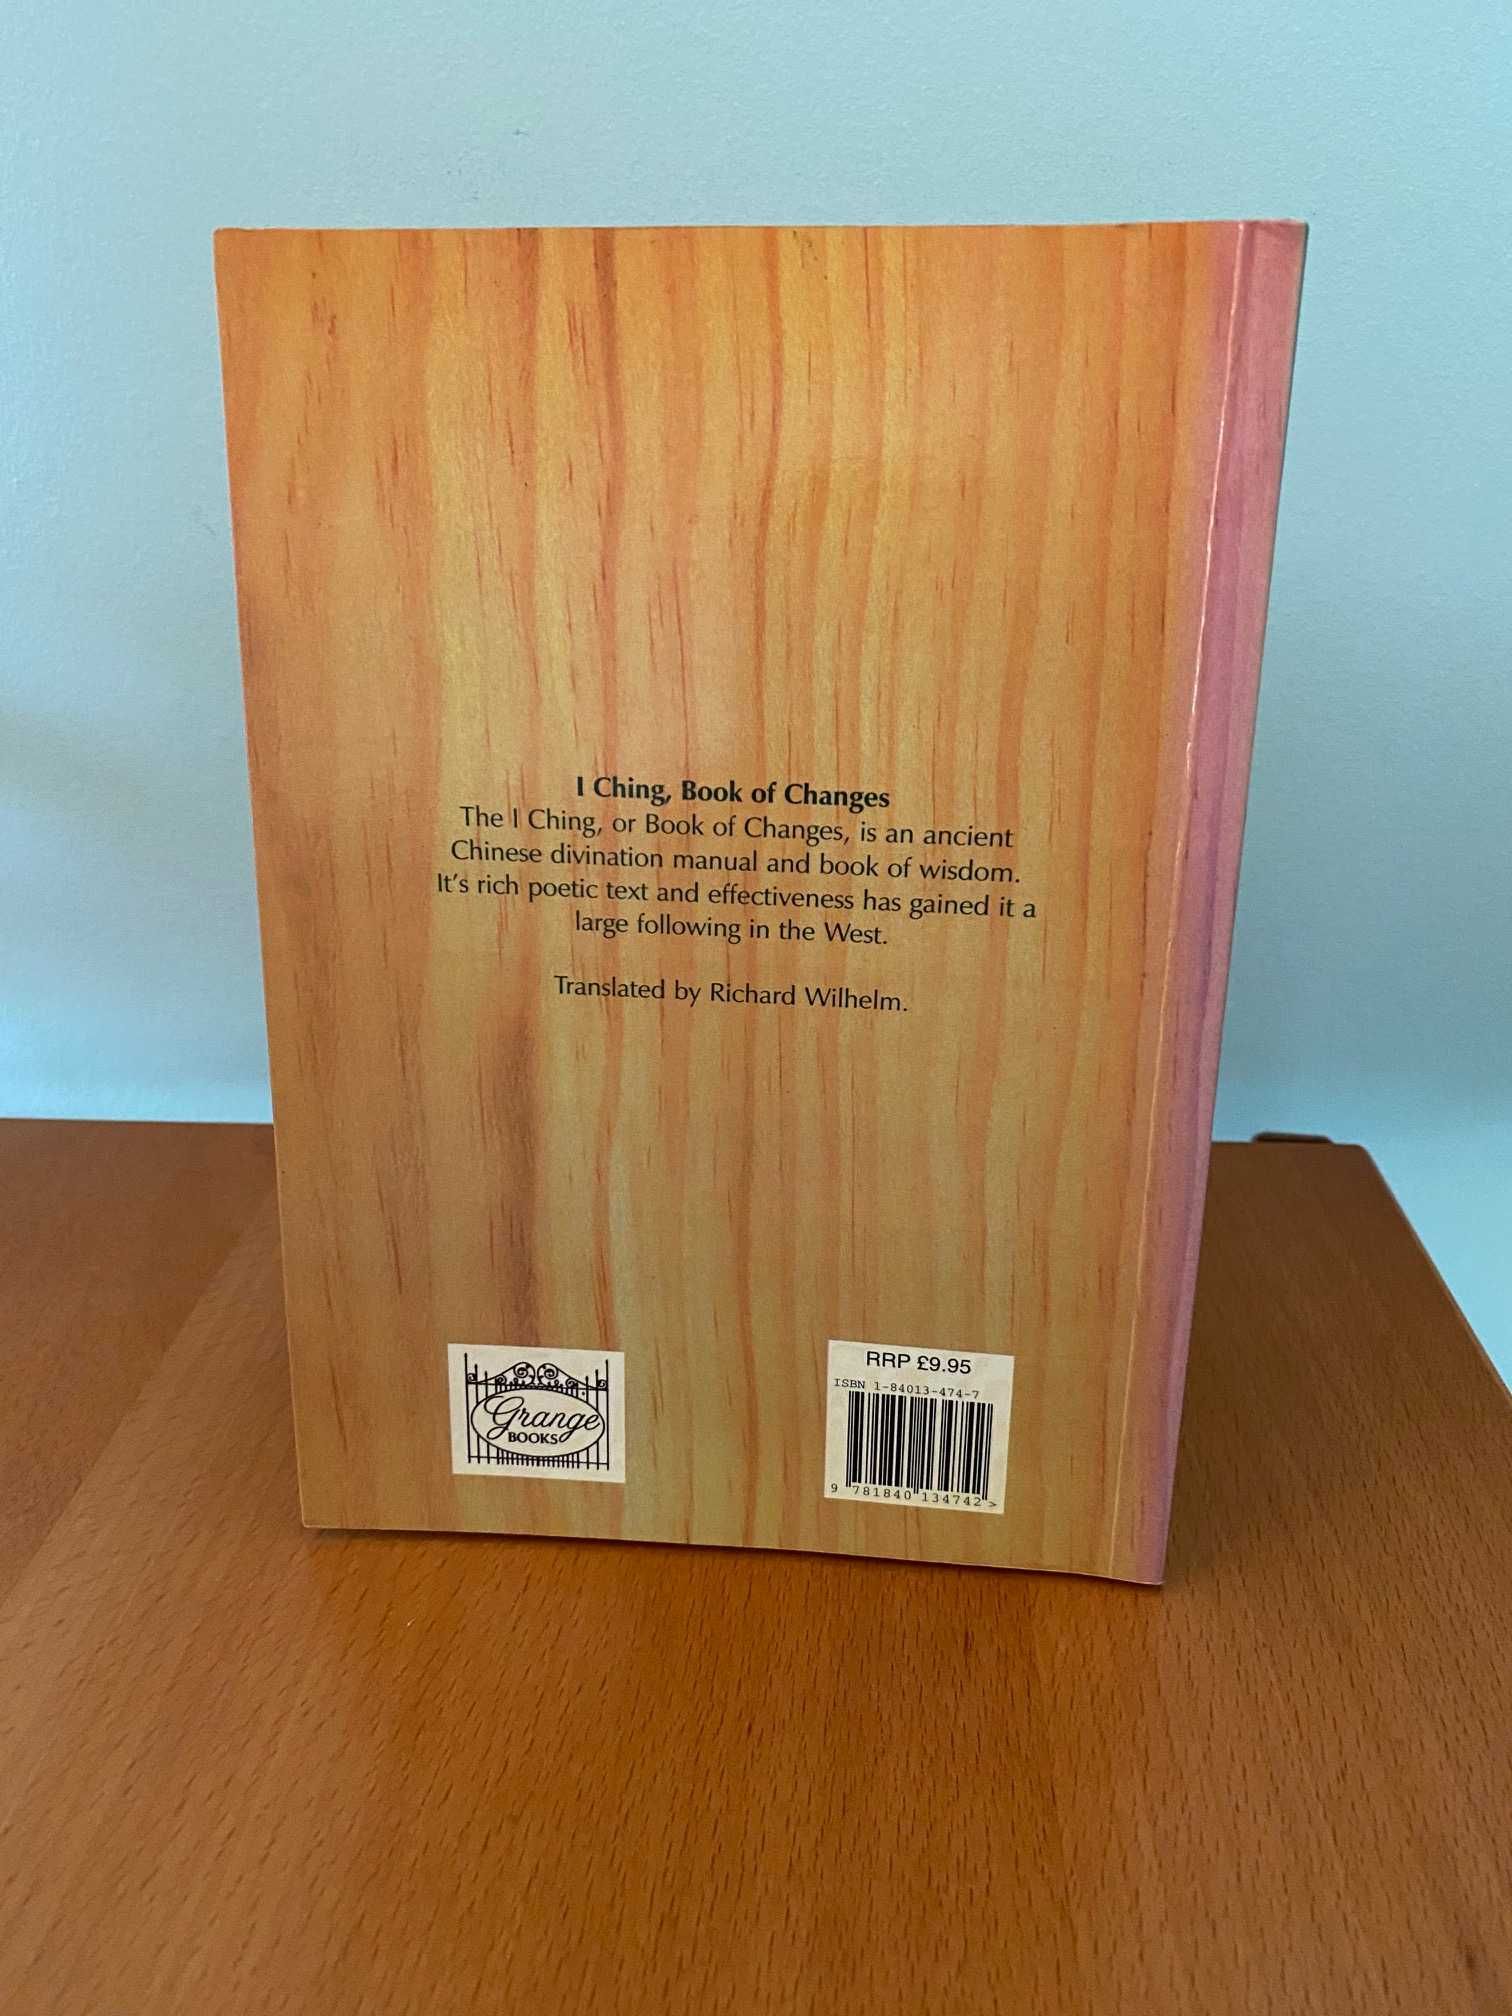 I Ching, Book of Changes
The I Ching, or Book of Changes, is an ancient
Chinese divination manual and book of wisdom.
It's rich poetic text and effectiveness has gained it a
large following in the West.
Translated by Richard Wilhelm.
Grange
BOOKS
RRP £9.95
ISBN 1-84013-474-7
9 781840 134742 >